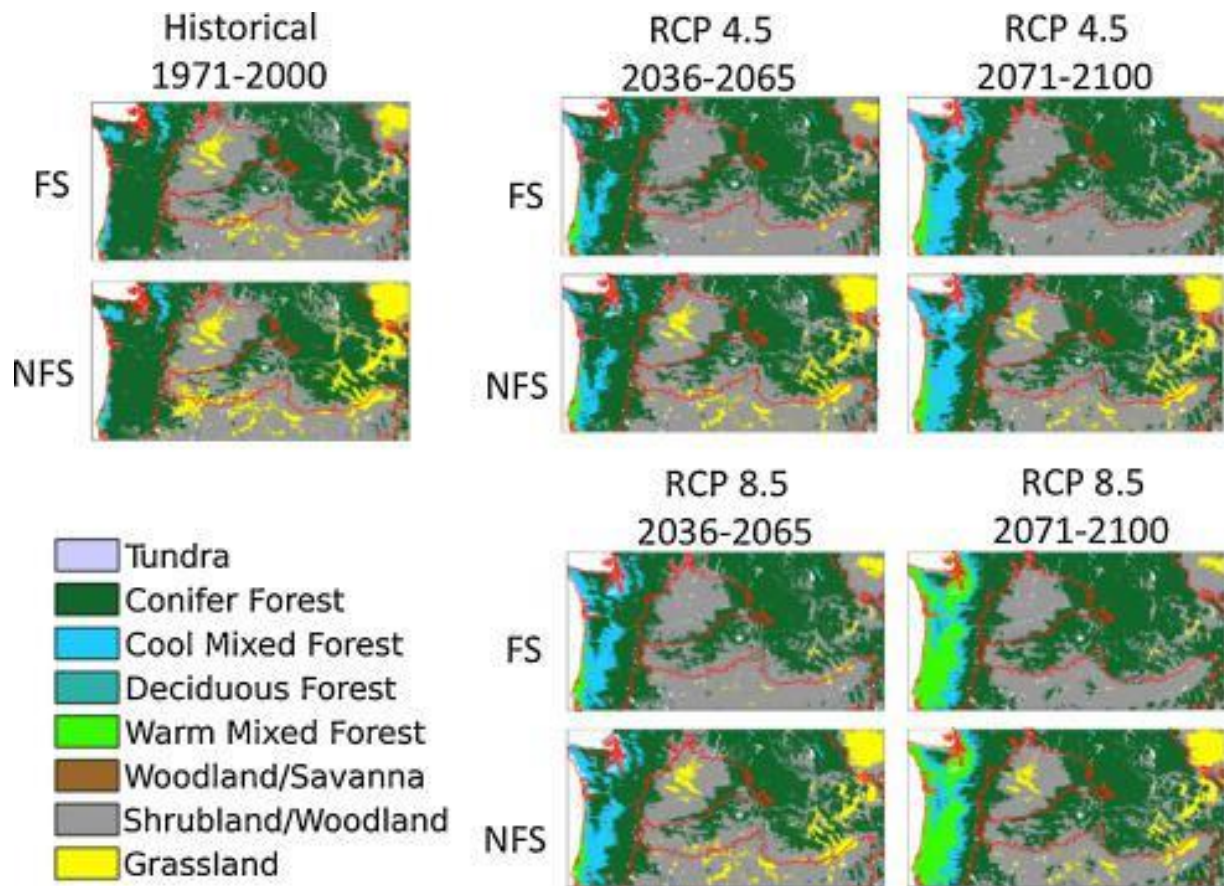 Historical
1971-2000
RCP 4.5
2036-2065
RCP 4.5
2071-2100
FS
FS
NFS
NFS
RCP 8.5
2036-2065
RCP 8.5
2071-2100
Tundra
Conifer Forest
Cool Mixed Forest
Deciduous Forest
Warm Mixed Forest
Woodland/Savanna
Shrubland/Woodland
Grassland
FS
NFS